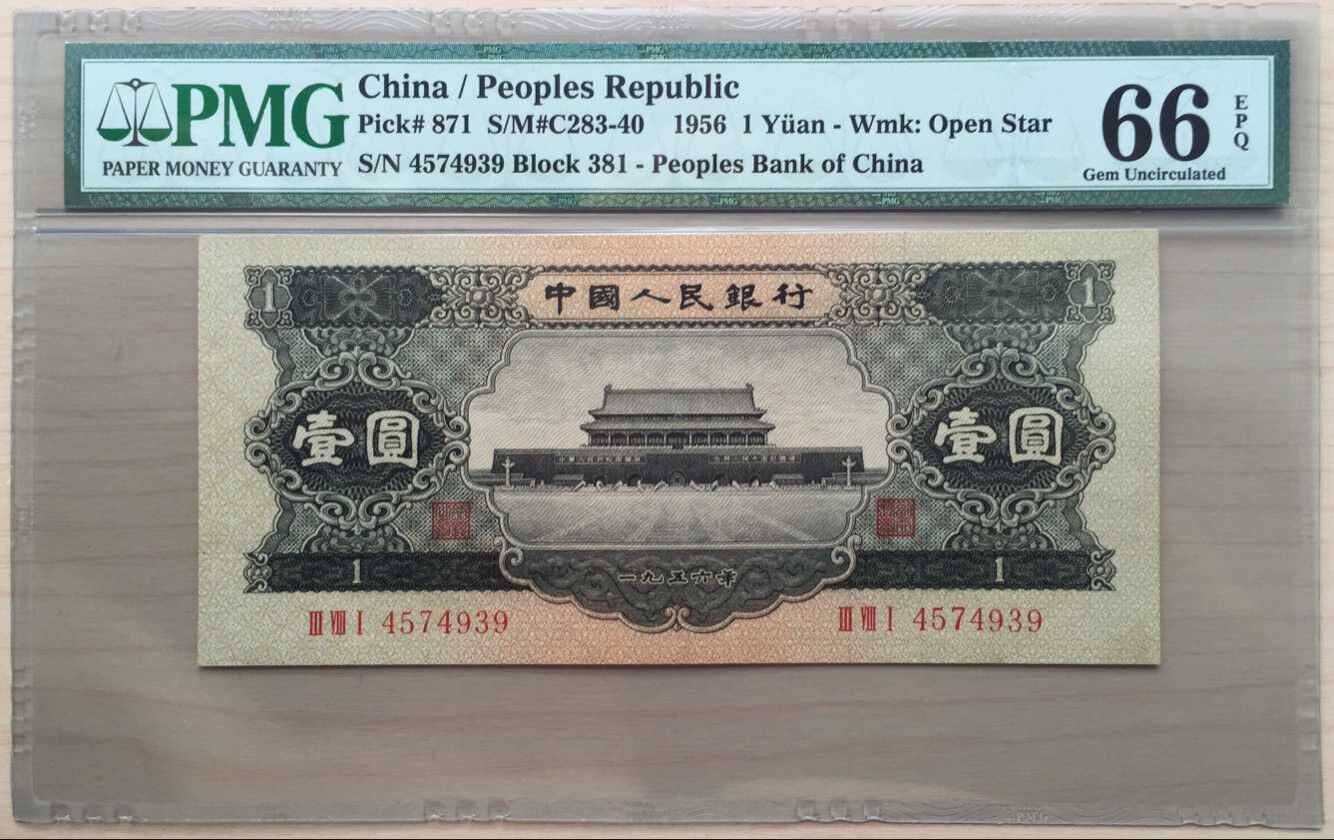 PMG
PAPER MONEY GUARANTY
China / Peoples Republic
Pick# 871 S/M#C283-40 1956 1 Yüan - Wmk: Open Star
S/N 4574939 Block 381 - Peoples Bank of China
66
EPQ
Gem Uncirculated
中國人民銀行
1 1
壹圓 壹圓
1 1
一九五六年
III VIII I 4574939 III VIII I 4574939